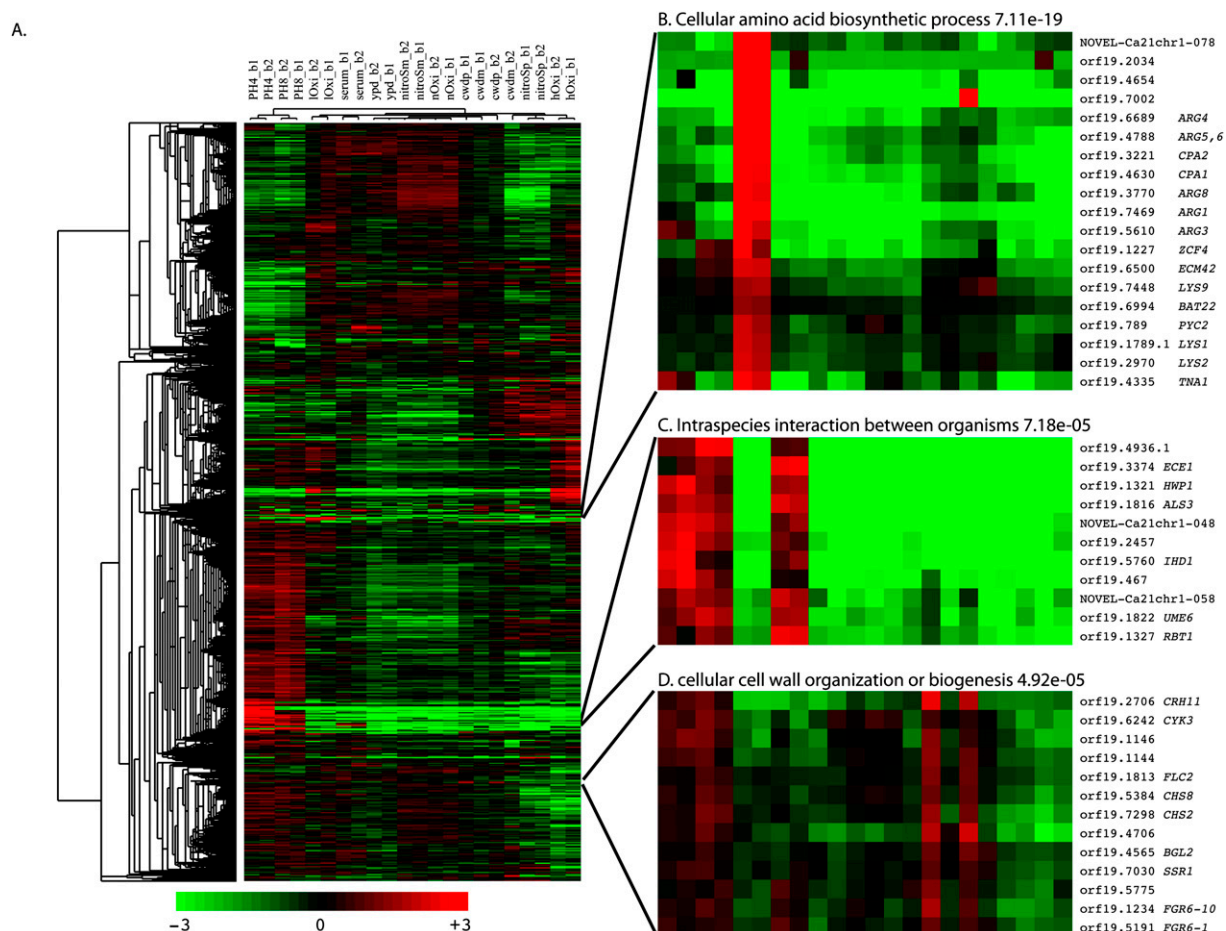 A.
PH4_b1
PH4_b2
PH8_b2
PH8_b1
lOxi_b2
lOxi_b1
serum_b1
serum_b2
ypd_b2
ypd_b1
nitroSm_b2
nitroSm_b1
nOxi_b2
nOxi_b1
cwdp_b1
cwdm_b1
cwdp_b2
cwdm_b2
nitroSp_b1
nitroSp_b2
hOxi_b2
hOxi_b1
−3
0
+3
B. Cellular amino acid biosynthetic process 7.11e-19
NOVEL-Ca21chr1-078
orf19.2034
orf19.4654
orf19.7002
orf19.6689 ARG4
orf19.4788 ARG5,6
orf19.3221 CPA2
orf19.4630 CPA1
orf19.3770 ARG8
orf19.7469 ARG1
orf19.5610 ARG3
orf19.1227 ZCF4
orf19.6500 ECM42
orf19.7448 LYS9
orf19.6994 BAT22
orf19.789 PYC2
orf19.1789.1 LYS1
orf19.2970 LYS2
orf19.4335 TNA1
C. Intraspecies interaction between organisms 7.18e-05
orf19.4936.1
orf19.3374 ECE1
orf19.1321 HWP1
orf19.1816 ALS3
NOVEL-Ca21chr1-048
orf19.2457
orf19.5760 IHD1
orf19.467
NOVEL-Ca21chr1-058
orf19.1822 UME6
orf19.1327 RBT1
D. cellular cell wall organization or biogenesis 4.92e-05
orf19.2706 CRH11
orf19.6242 CYK3
orf19.1146
orf19.1144
orf19.1813 FLC2
orf19.5384 CHS8
orf19.7298 CHS2
orf19.4706
orf19.4565 BGL2
orf19.7030 SSR1
orf19.5775
orf19.1234 FGR6-10
orf19.5191 FGR6-1